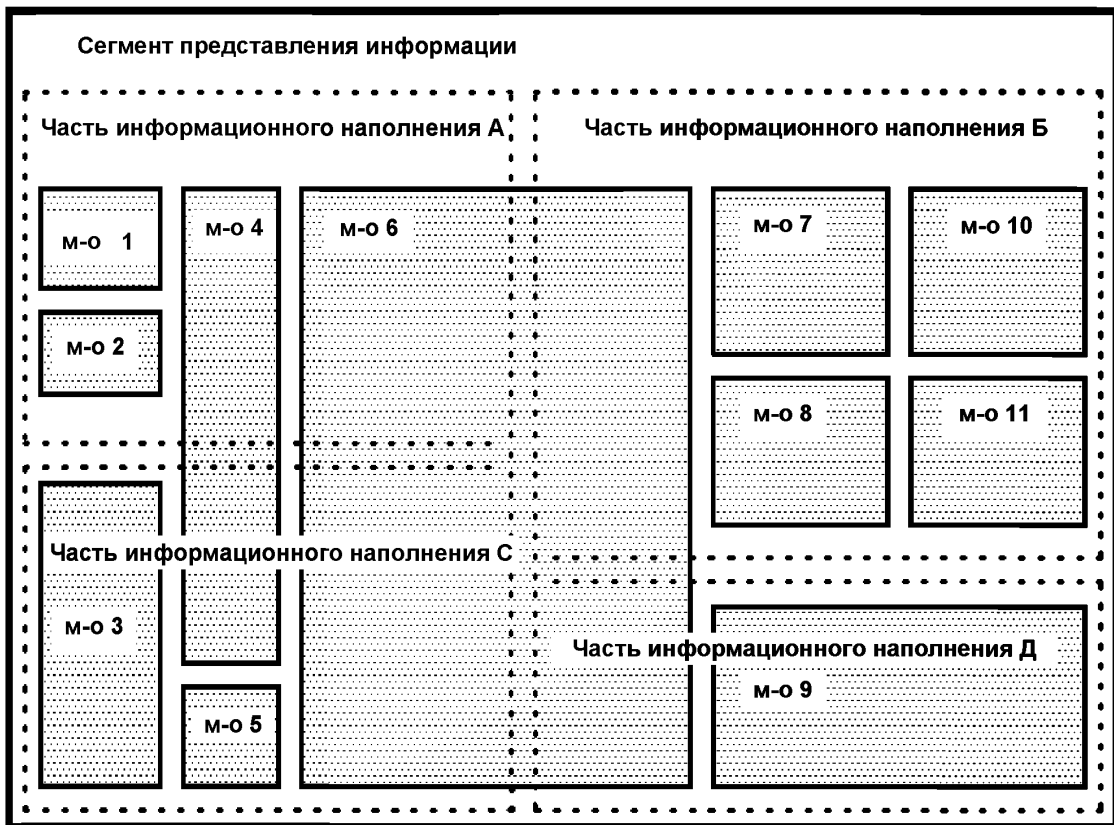 Сегмент представления информации
Часть информационного наполнения А
Часть информационного наполнения Б
м-о 1
м-о 4
м-о 6
м-о 7
м-о 10
м-о 2
м-о 8
м-о 11
Часть информационного наполнения С
м-о 3
Часть информационного наполнения Д
м-о 9
м-о 5